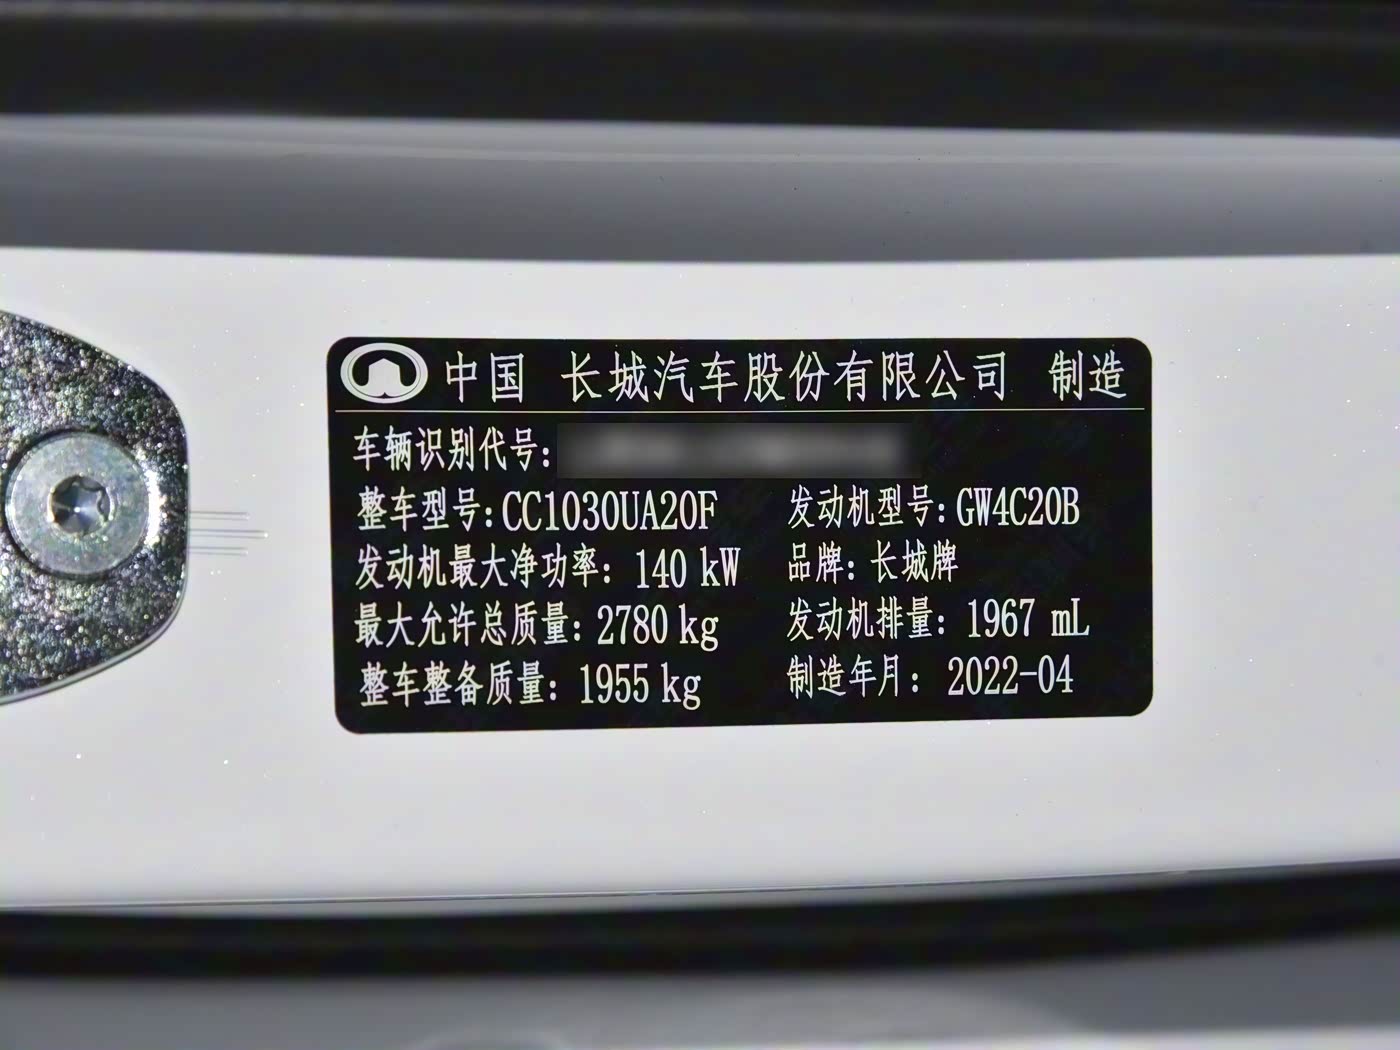 中国 长城汽车股份有限公司 制造
车辆识别代号:
整车型号:CC1030UA20F 发动机型号:GW4C20B
发动机最大净功率: 140 kW 品牌: 长城牌
最大允许总质量: 2780 kg 发动机排量: 1967 mL
整车整备质量: 1955 kg 制造年月: 2022-04